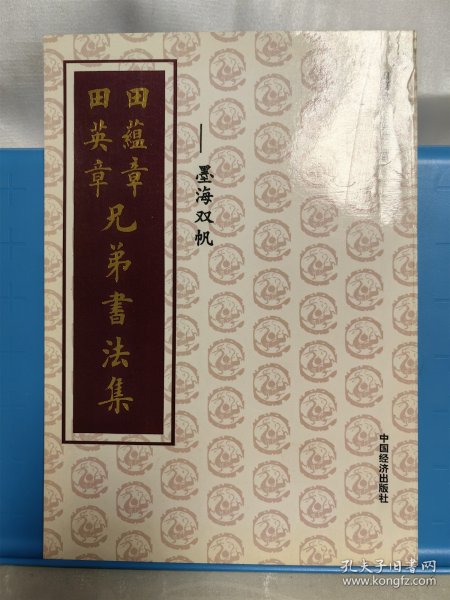 田蕴章
田英章
兄弟書法集
——墨海双帆
中国经济出版社
孔夫子旧书网
www.kongfz.com